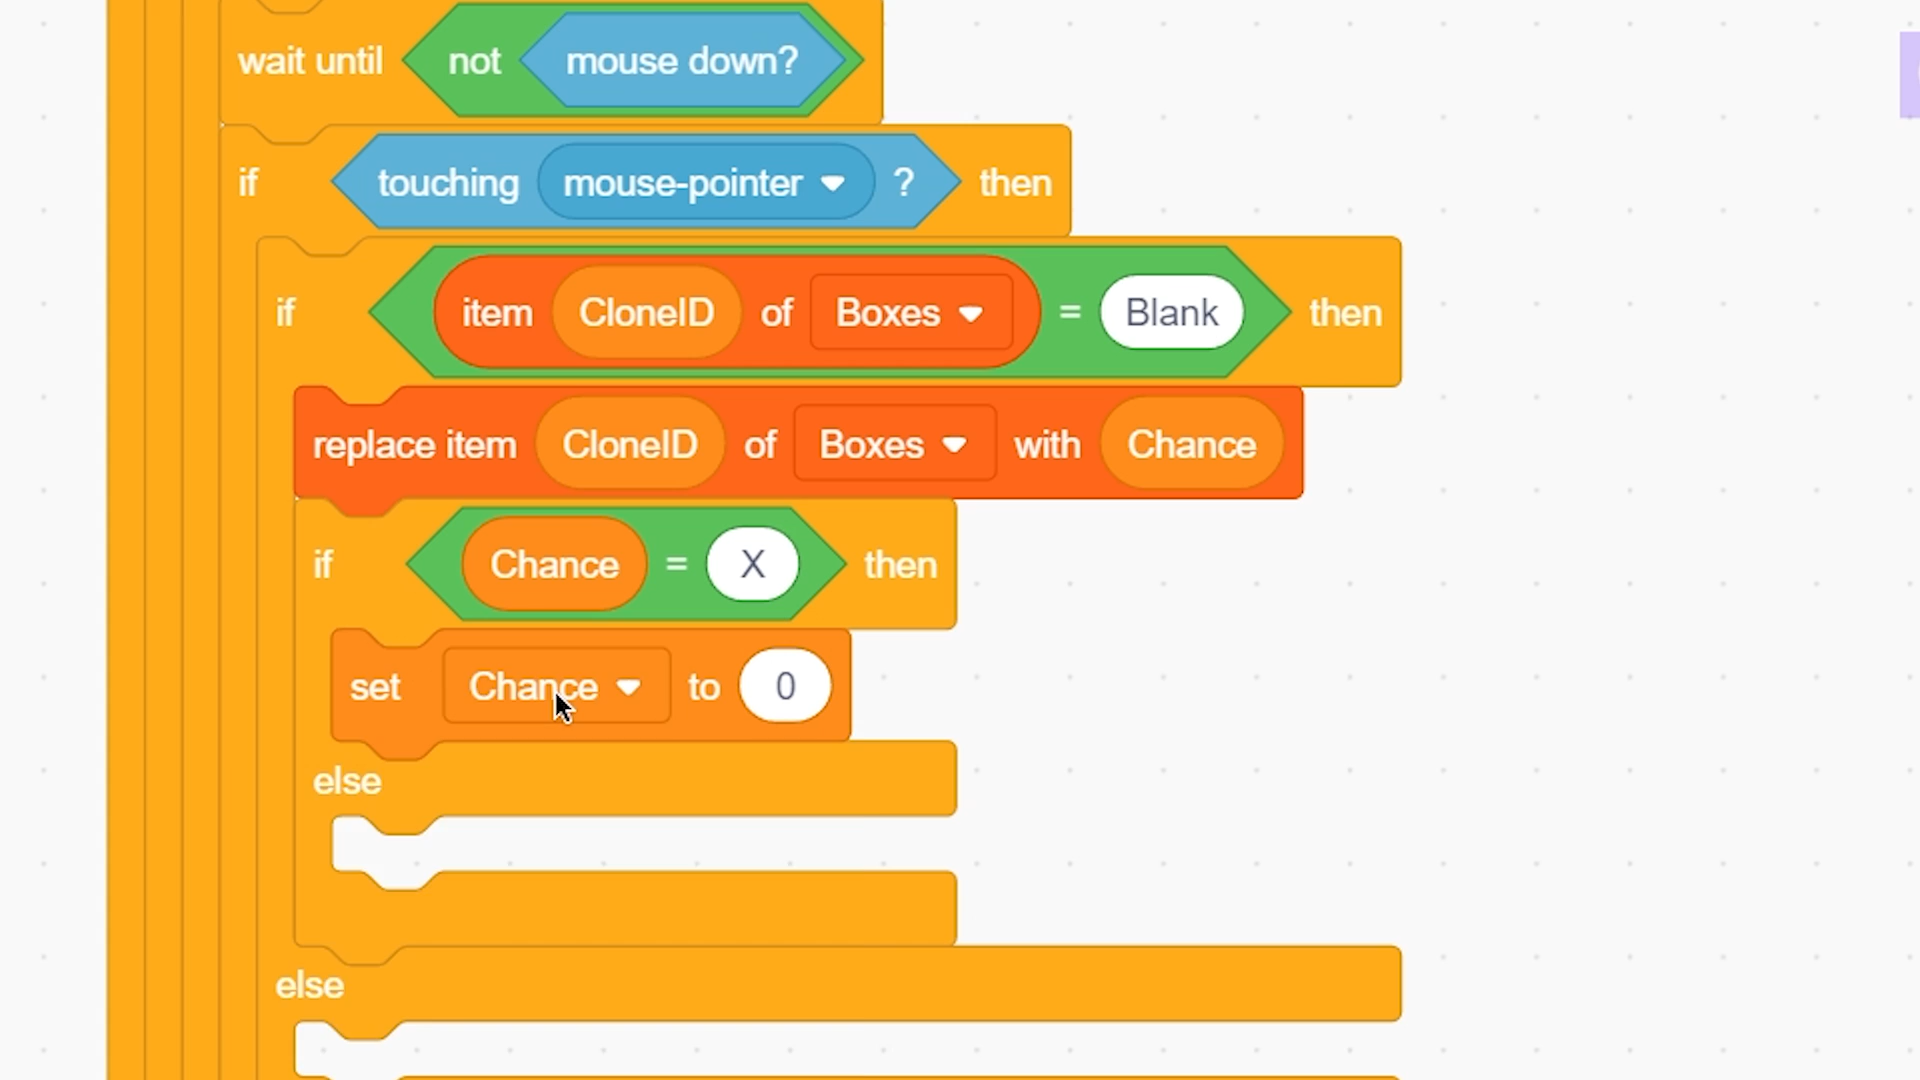 wait until not mouse down?
if touching mouse-pointer ? then
if item CloneID of Boxes = Blank then
replace item CloneID of Boxes with Chance
if Chance = X then
set Chance to 0
else
else